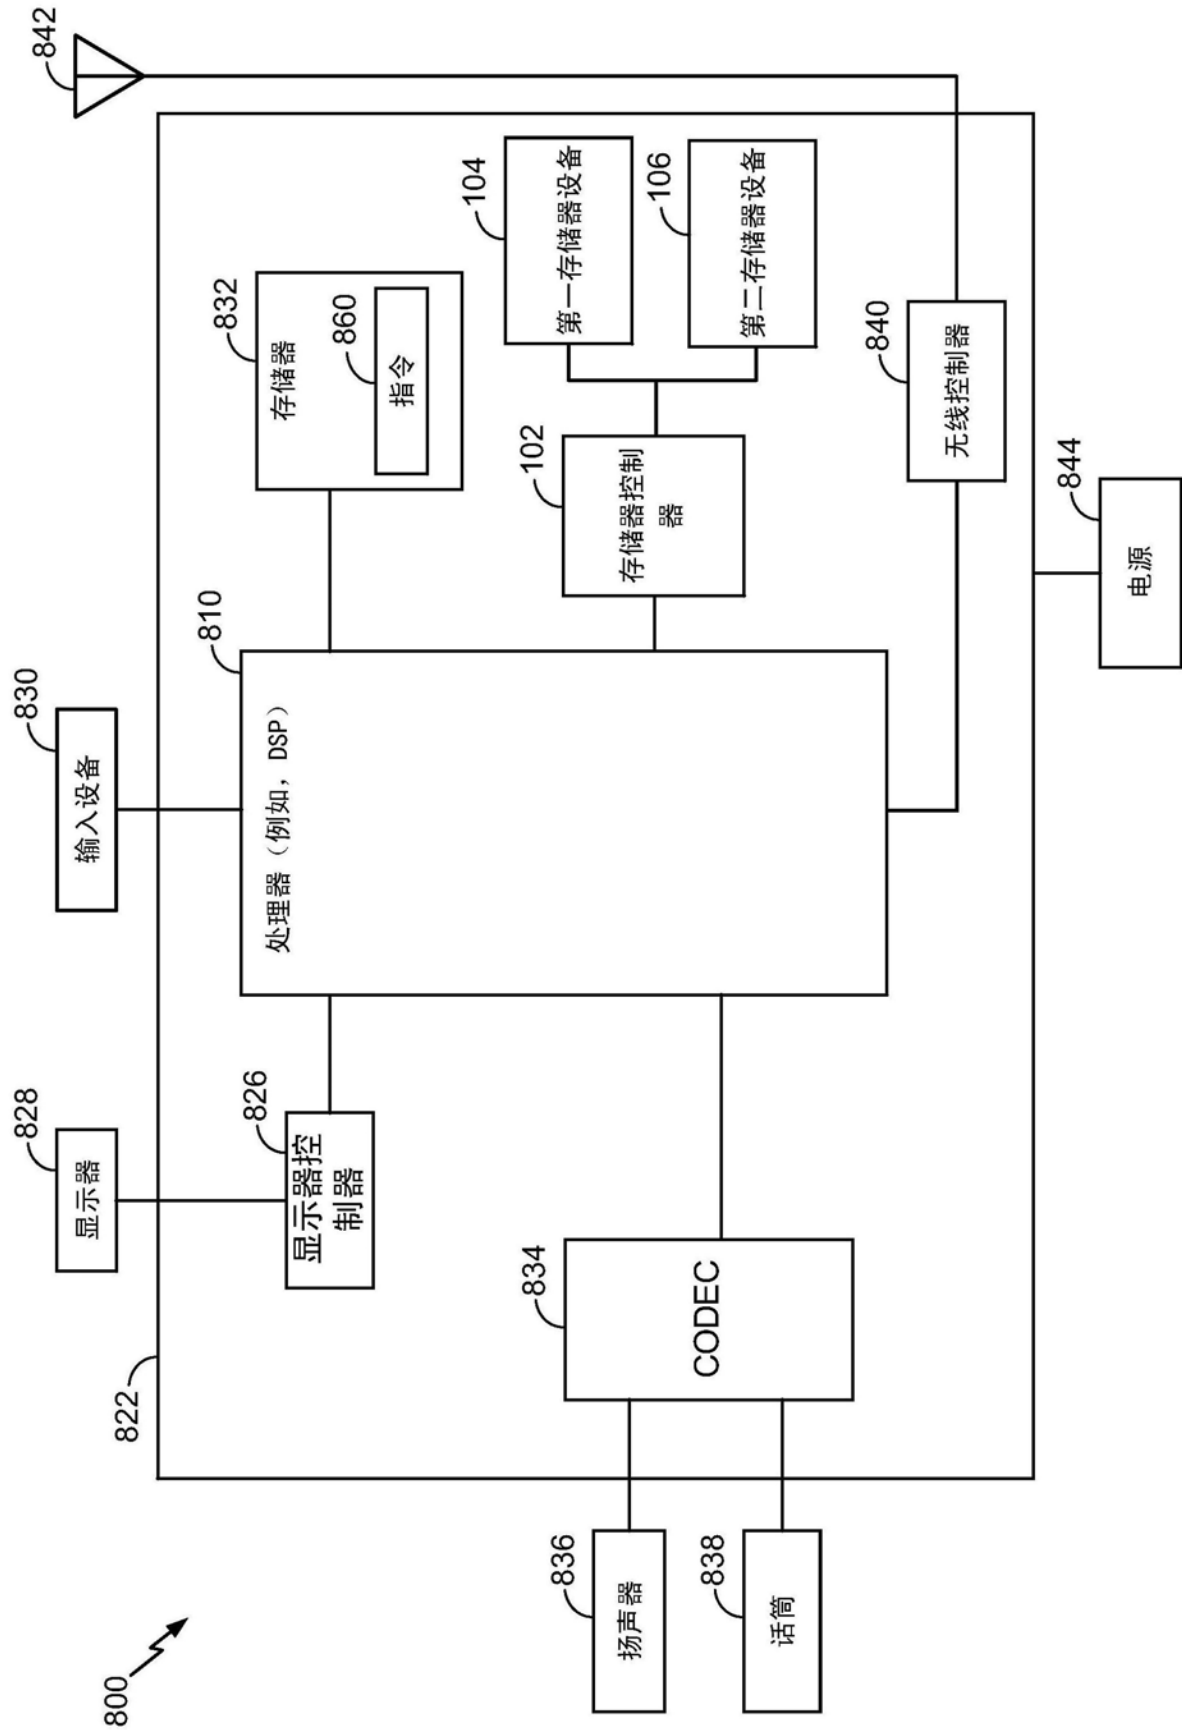 800
822
828
显示器
830
输入设备
842
826
显示器控
制器
810
处理器（例如，DSP）
832
存储器
860
指令
104
第一存储器设备
102
存储器控制
器
106
第二存储器设备
834
CODEC
836
扬声器
838
话筒
840
无线控制器
844
电源